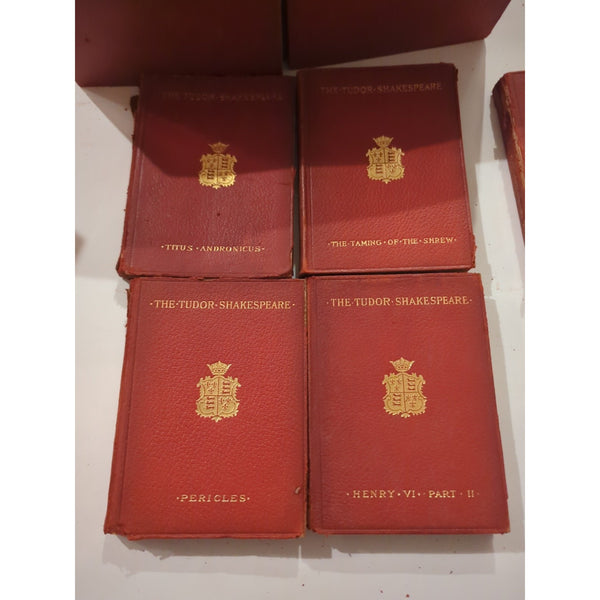 THE·TUDOR·SHAKESPEARE
·TITUS·ANDRONICUS·
THE·TUDOR·SHAKESPEARE
·THE·TAMING·OF·THE·SHREW·
·THE·TUDOR·SHAKESPEARE·
·PERICLES·
·THE·TUDOR·SHAKESPEARE·
·HENRY·VI·PART·II·